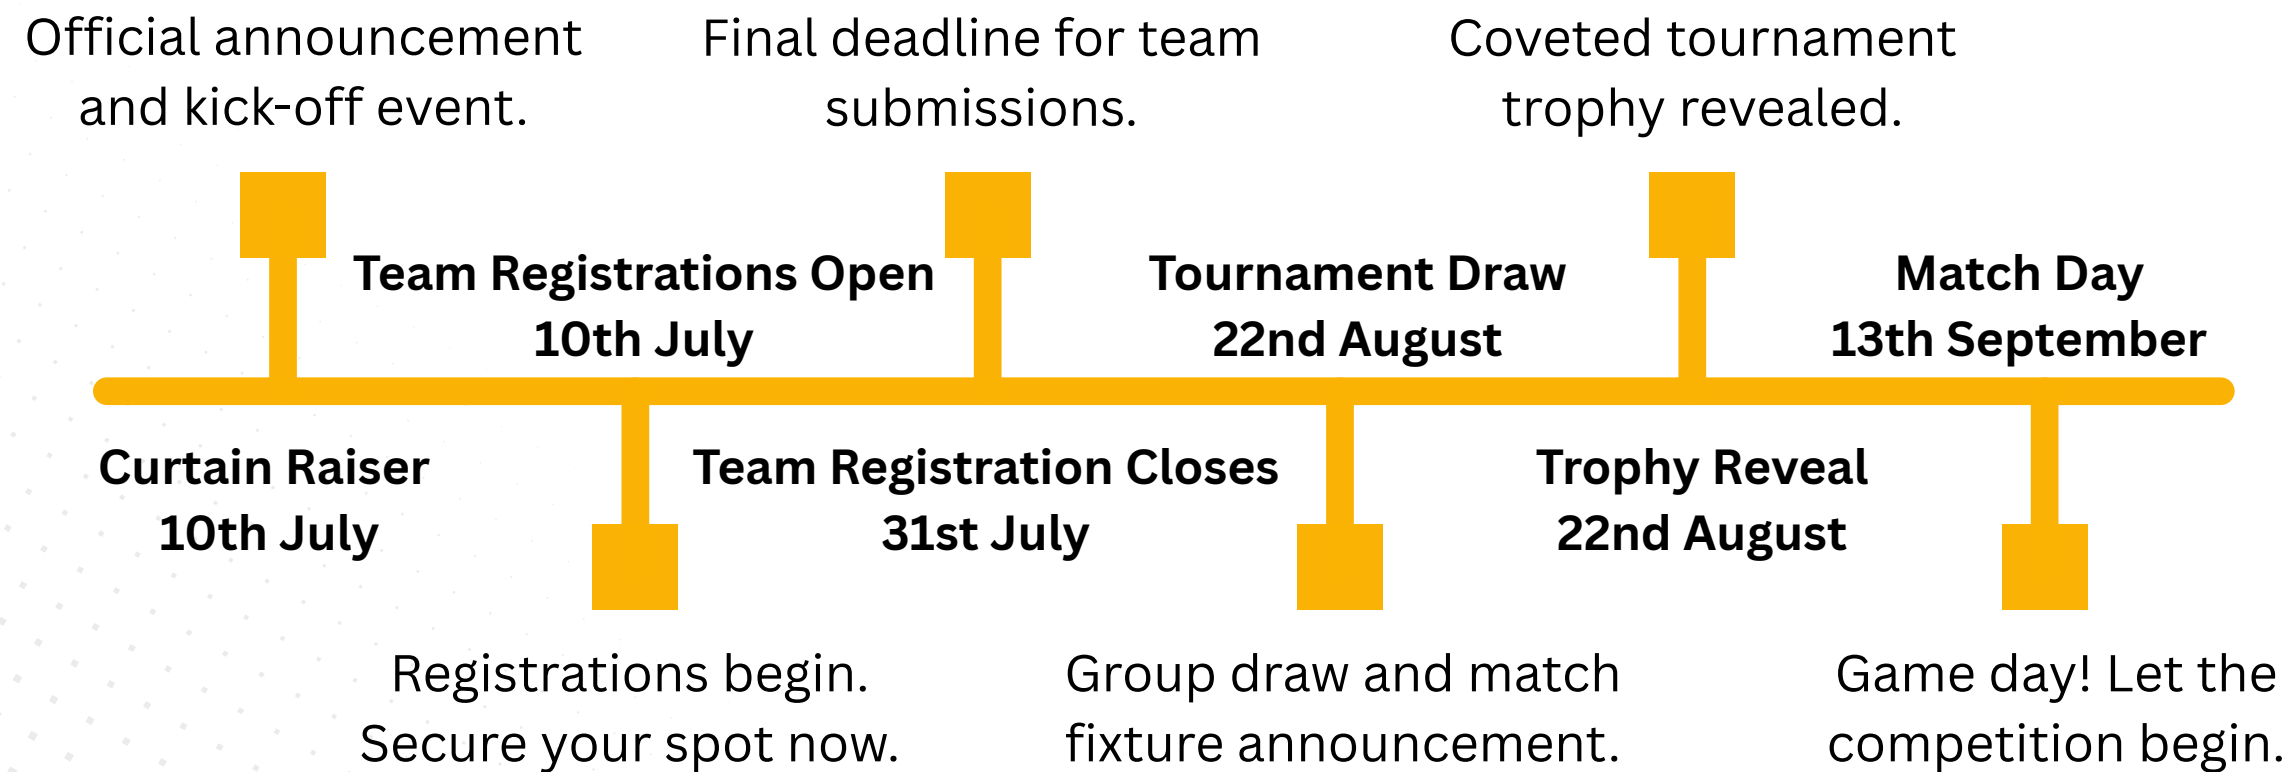 Official announcement
and kick-off event.
Curtain Raiser
10th July
Team Registrations Open
10th July
Registrations begin.
Secure your spot now.
Final deadline for team
submissions.
Team Registration Closes
31st July
Tournament Draw
22nd August
Group draw and match
fixture announcement.
Coveted tournament
trophy revealed.
Trophy Reveal
22nd August
Match Day
13th September
Game day! Let the
competition begin.